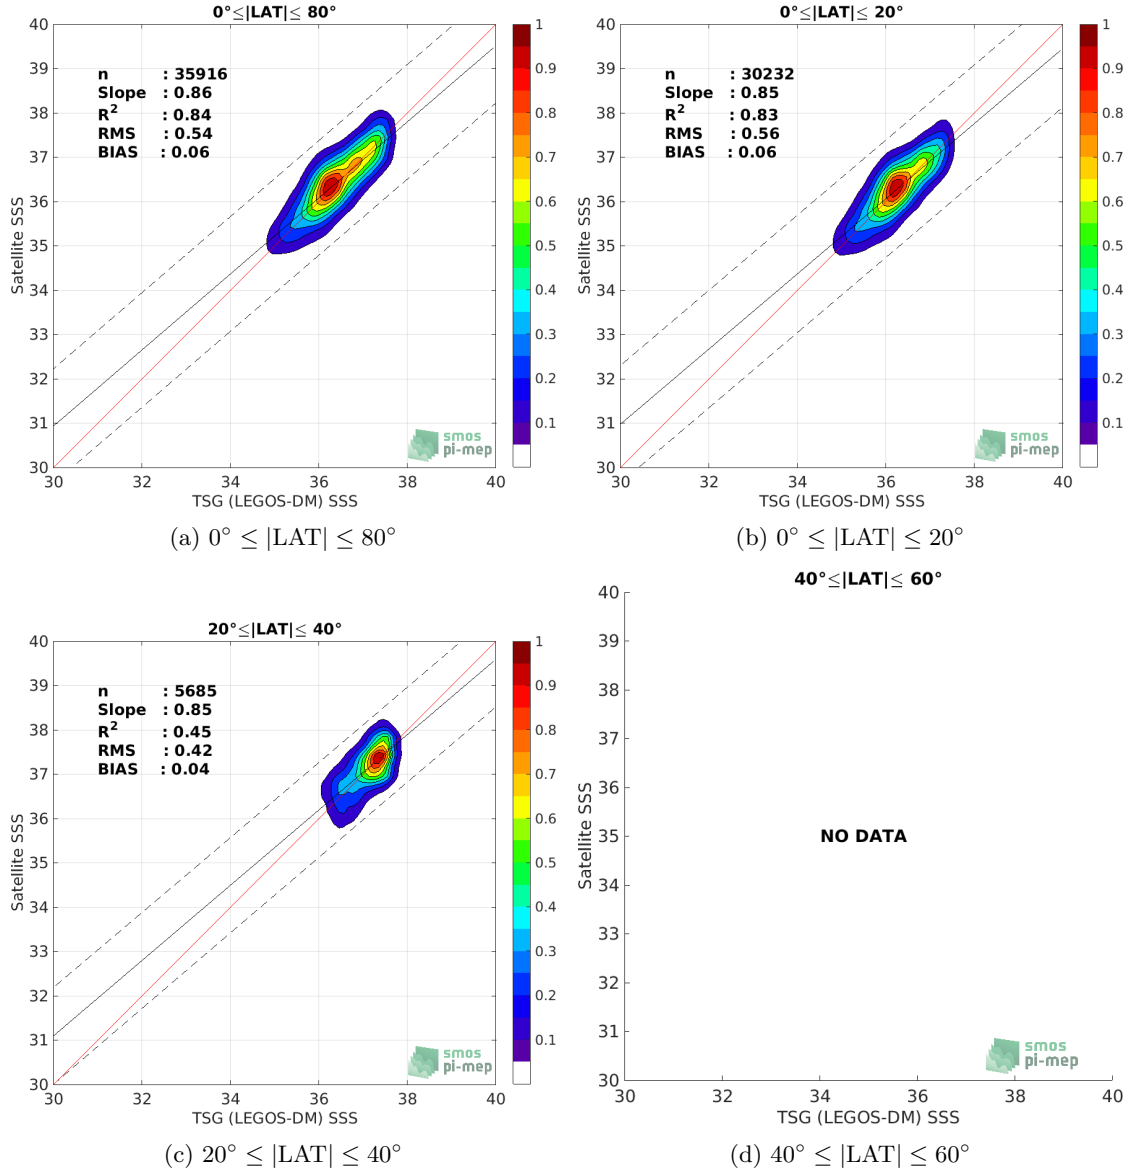 0°≤|LAT|≤ 80°
40
39
38
37
36
35
34
33
32
31
30
Satellite SSS
n : 35916
Slope : 0.86
R² : 0.84
RMS : 0.54
BIAS : 0.06
smos
pi-mep
30 32 34 36 38 40
TSG (LEGOS-DM) SSS
1
0.9
0.8
0.7
0.6
0.5
0.4
0.3
0.2
0.1
(a) 0° ≤ |LAT| ≤ 80°
0°≤|LAT|≤ 20°
40
39
38
37
36
35
34
33
32
31
30
Satellite SSS
n : 30232
Slope : 0.85
R² : 0.83
RMS : 0.56
BIAS : 0.06
smos
pi-mep
30 32 34 36 38 40
TSG (LEGOS-DM) SSS
1
0.9
0.8
0.7
0.6
0.5
0.4
0.3
0.2
0.1
(b) 0° ≤ |LAT| ≤ 20°
20°≤|LAT|≤ 40°
40
39
38
37
36
35
34
33
32
31
30
Satellite SSS
n : 5685
Slope : 0.85
R² : 0.45
RMS : 0.42
BIAS : 0.04
smos
pi-mep
30 32 34 36 38 40
TSG (LEGOS-DM) SSS
1
0.9
0.8
0.7
0.6
0.5
0.4
0.3
0.2
0.1
(c) 20° ≤ |LAT| ≤ 40°
40°≤|LAT|≤ 60°
40
39
38
37
36
35
34
33
32
31
30
Satellite SSS
NO DATA
smos
pi-mep
30 32 34 36 38 40
TSG (LEGOS-DM) SSS
(d) 40° ≤ |LAT| ≤ 60°